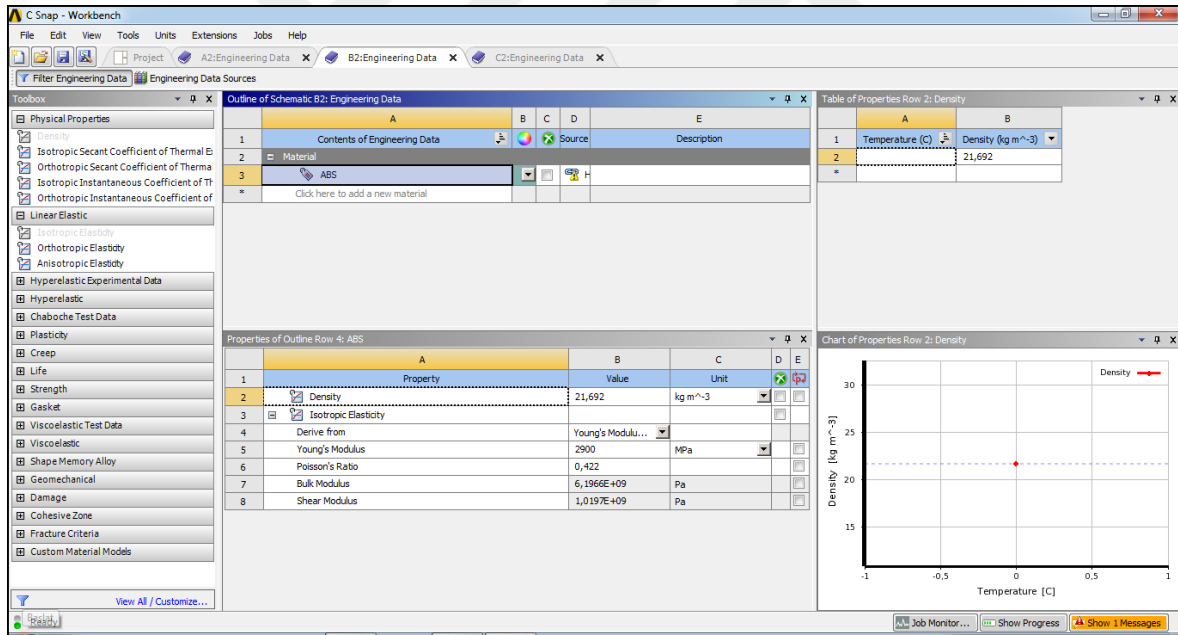 C Snap - Workbench
File Edit View Tools Units Extensions Jobs Help
Project A2:Engineering Data B2:Engineering Data C2:Engineering Data
Filter Engineering Data Engineering Data Sources
Toolbox
Physical Properties
Density
Isotropic Secant Coefficient of Thermal E
Orthotropic Secant Coefficient of Therma
Isotropic Instantaneous Coefficient of Th
Orthotropic Instantaneous Coefficient of
Linear Elastic
Isotropic Elasticity
Orthotropic Elasticity
Anisotropic Elasticity
Hyperelastic Experimental Data
Hyperelastic
Chaboche Test Data
Plasticity
Creep
Life
Strength
Gasket
Viscoelastic Test Data
Viscoelastic
Shape Memory Alloy
Geomechanical
Damage
Cohesive Zone
Fracture Criteria
Custom Material Models
View All / Customize...
Outline of Schematic B2: Engineering Data
A B C D E
1 Contents of Engineering Data Source Description
2 Material
3 ABS
* Click here to add a new material
Table of Properties Row 2: Density
A B
1 Temperature (C) Density (kg m^-3)
2 21,692
*
Properties of Outline Row 4: ABS
A B C D E
1 Property Value Unit
2 Density 21,692 kg m^-3
3 Isotropic Elasticity
4 Derive from Young's Modulu...
5 Young's Modulus 2900 MPa
6 Poisson's Ratio 0,422
7 Bulk Modulus 6,1966E+09 Pa
8 Shear Modulus 1,0197E+09 Pa
Chart of Properties Row 2: Density
Density
Density [kg m^-3]
30
25
20
15
-1 -0,5 0 0,5 1
Temperature [C]
Ready
Job Monitor... Show Progress Show 1 Messages